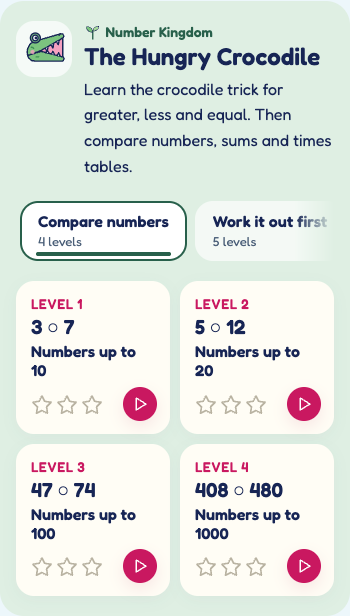 Number Kingdom
The Hungry Crocodile
Learn the crocodile trick for
greater, less and equal. Then
compare numbers, sums and times
tables.
Compare numbers
4 levels
Work it out first
5 levels
LEVEL 1
3 ○ 7
Numbers up to
10
LEVEL 2
5 ○ 12
Numbers up to
20
LEVEL 3
47 ○ 74
Numbers up to
100
LEVEL 4
408 ○ 480
Numbers up to
1000